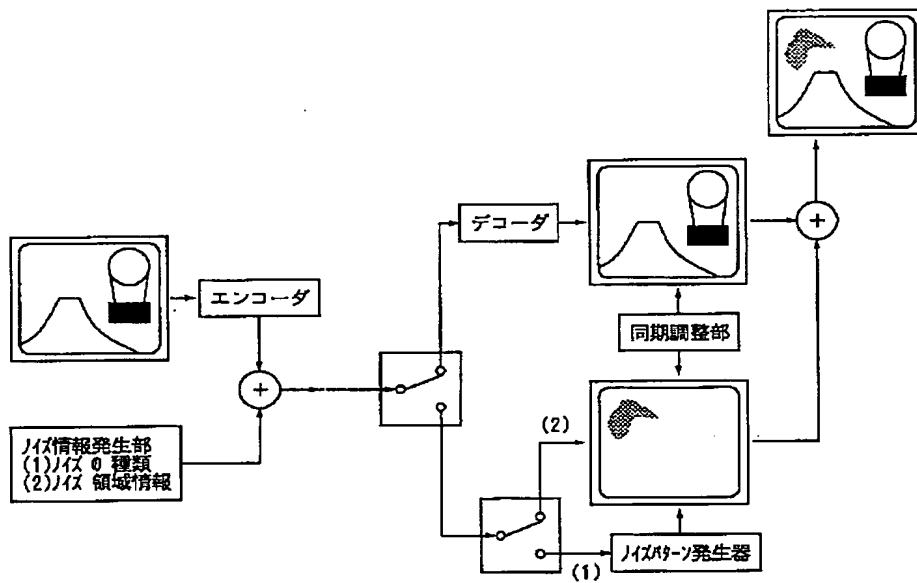 エンコーダ
デコーダ
同期調整部
ノイズ情報発生部
(1)ノイズ の 種類
(2)ノイズ 領域情報
(2)
(1)
ノイズパターン発生器